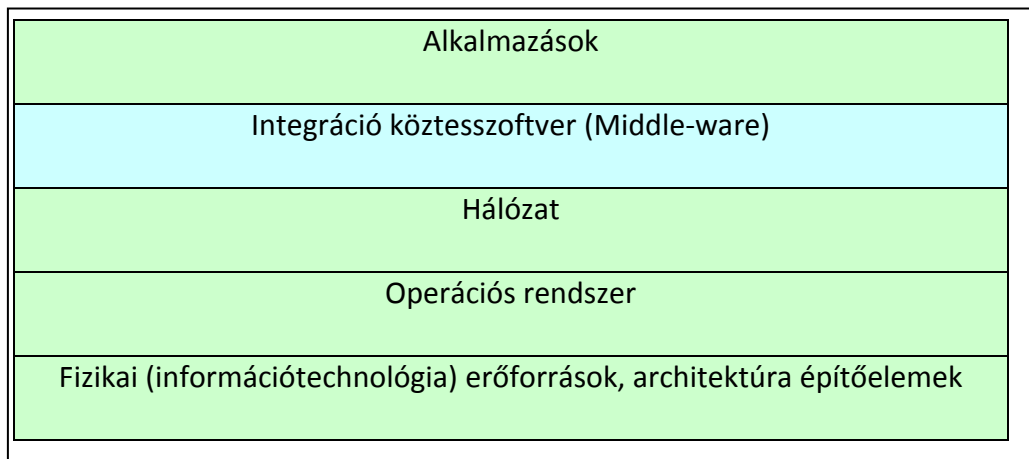 Alkalmazások
Integráció köztesszoftver (Middle-ware)
Hálózat
Operációs rendszer
Fizikai (információtechnológia) erőforrások, architektúra építőelemek